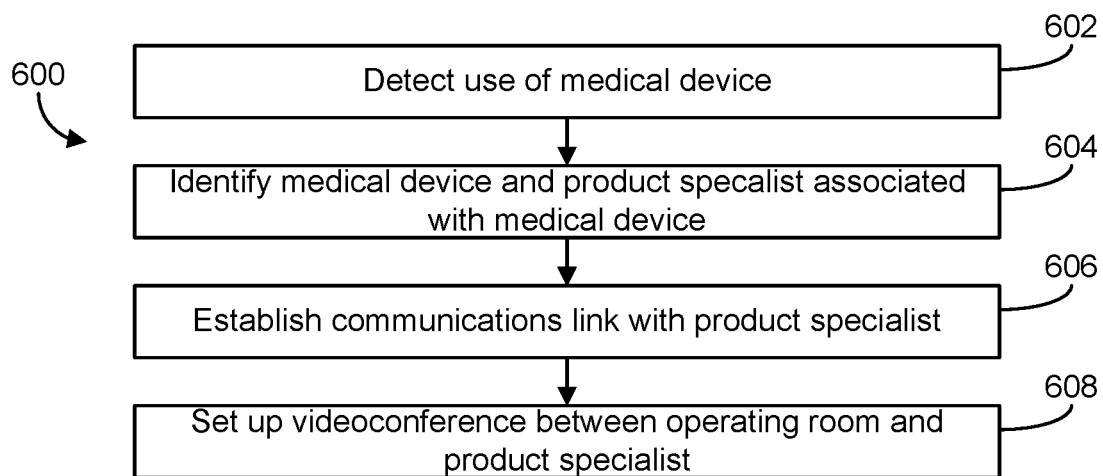 602
600
Detect use of medical device
604
Identify medical device and product specalist associated
with medical device
606
Establish communications link with product specialist
608
Set up videoconference between operating room and
product specialist